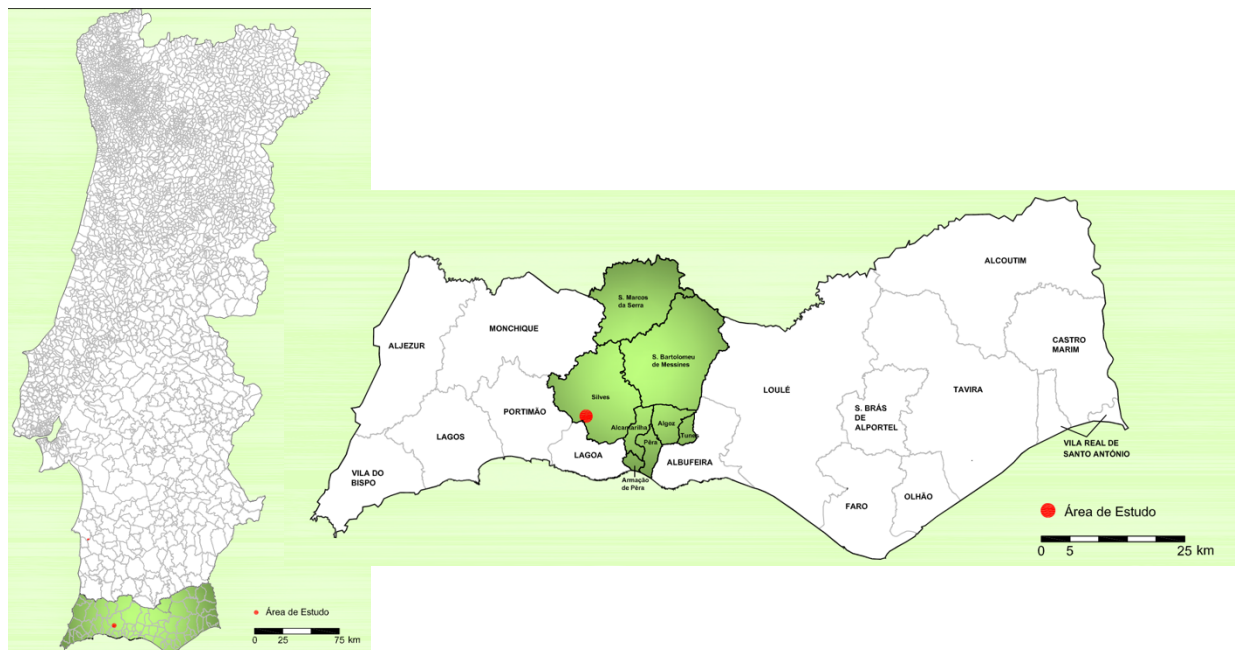 Área de Estudo
0 25 75 km
ALCOUTIM
S. Marcos
da Serra
MONCHIQUE
ALJEZUR
CASTRO
MARIM
S. Bartolomeu
de Messines
LOULÉ
TAVIRA
Silves
PORTIMÃO
S. BRÁS
DE
ALPORTEL
Alcantarilha
Algoz
Tunes
LAGOS
Pêra
VILA REAL DE
SANTO ANTÓNIO
LAGOA
ALBUFEIRA
VILA DO
BISPO
Armação
de Pêra
OLHÃO
FARO
Área de Estudo
0 5 25 km